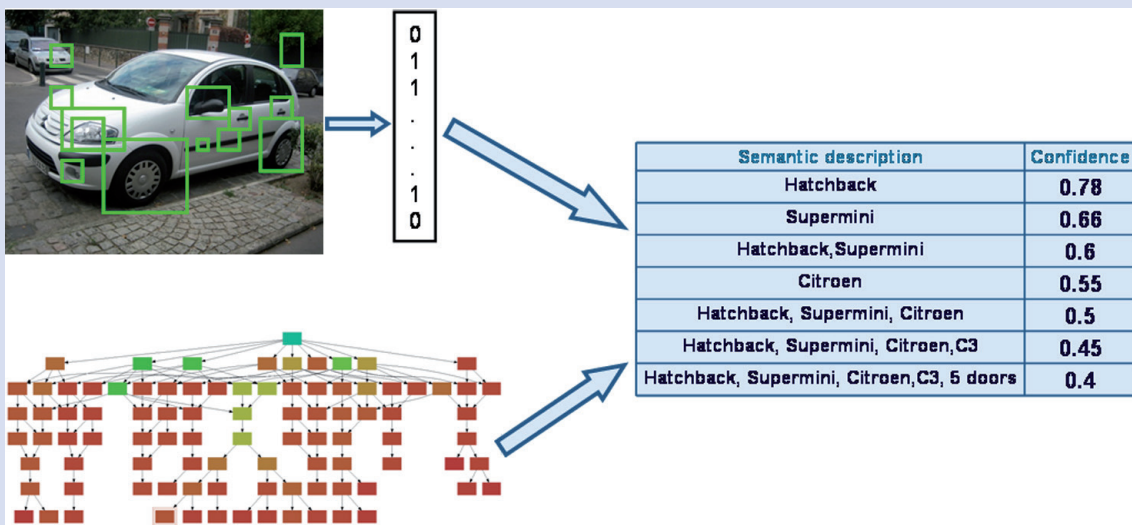 0
1
1
.
.
.
1
0
Semantic description Confidence
Hatchback 0.78
Supermini 0.66
Hatchback,Supermini 0.6
Citroen 0.55
Hatchback, Supermini, Citroen 0.5
Hatchback, Supermini, Citroen,C3 0.45
Hatchback, Supermini, Citroen,C3, 5 doors 0.4